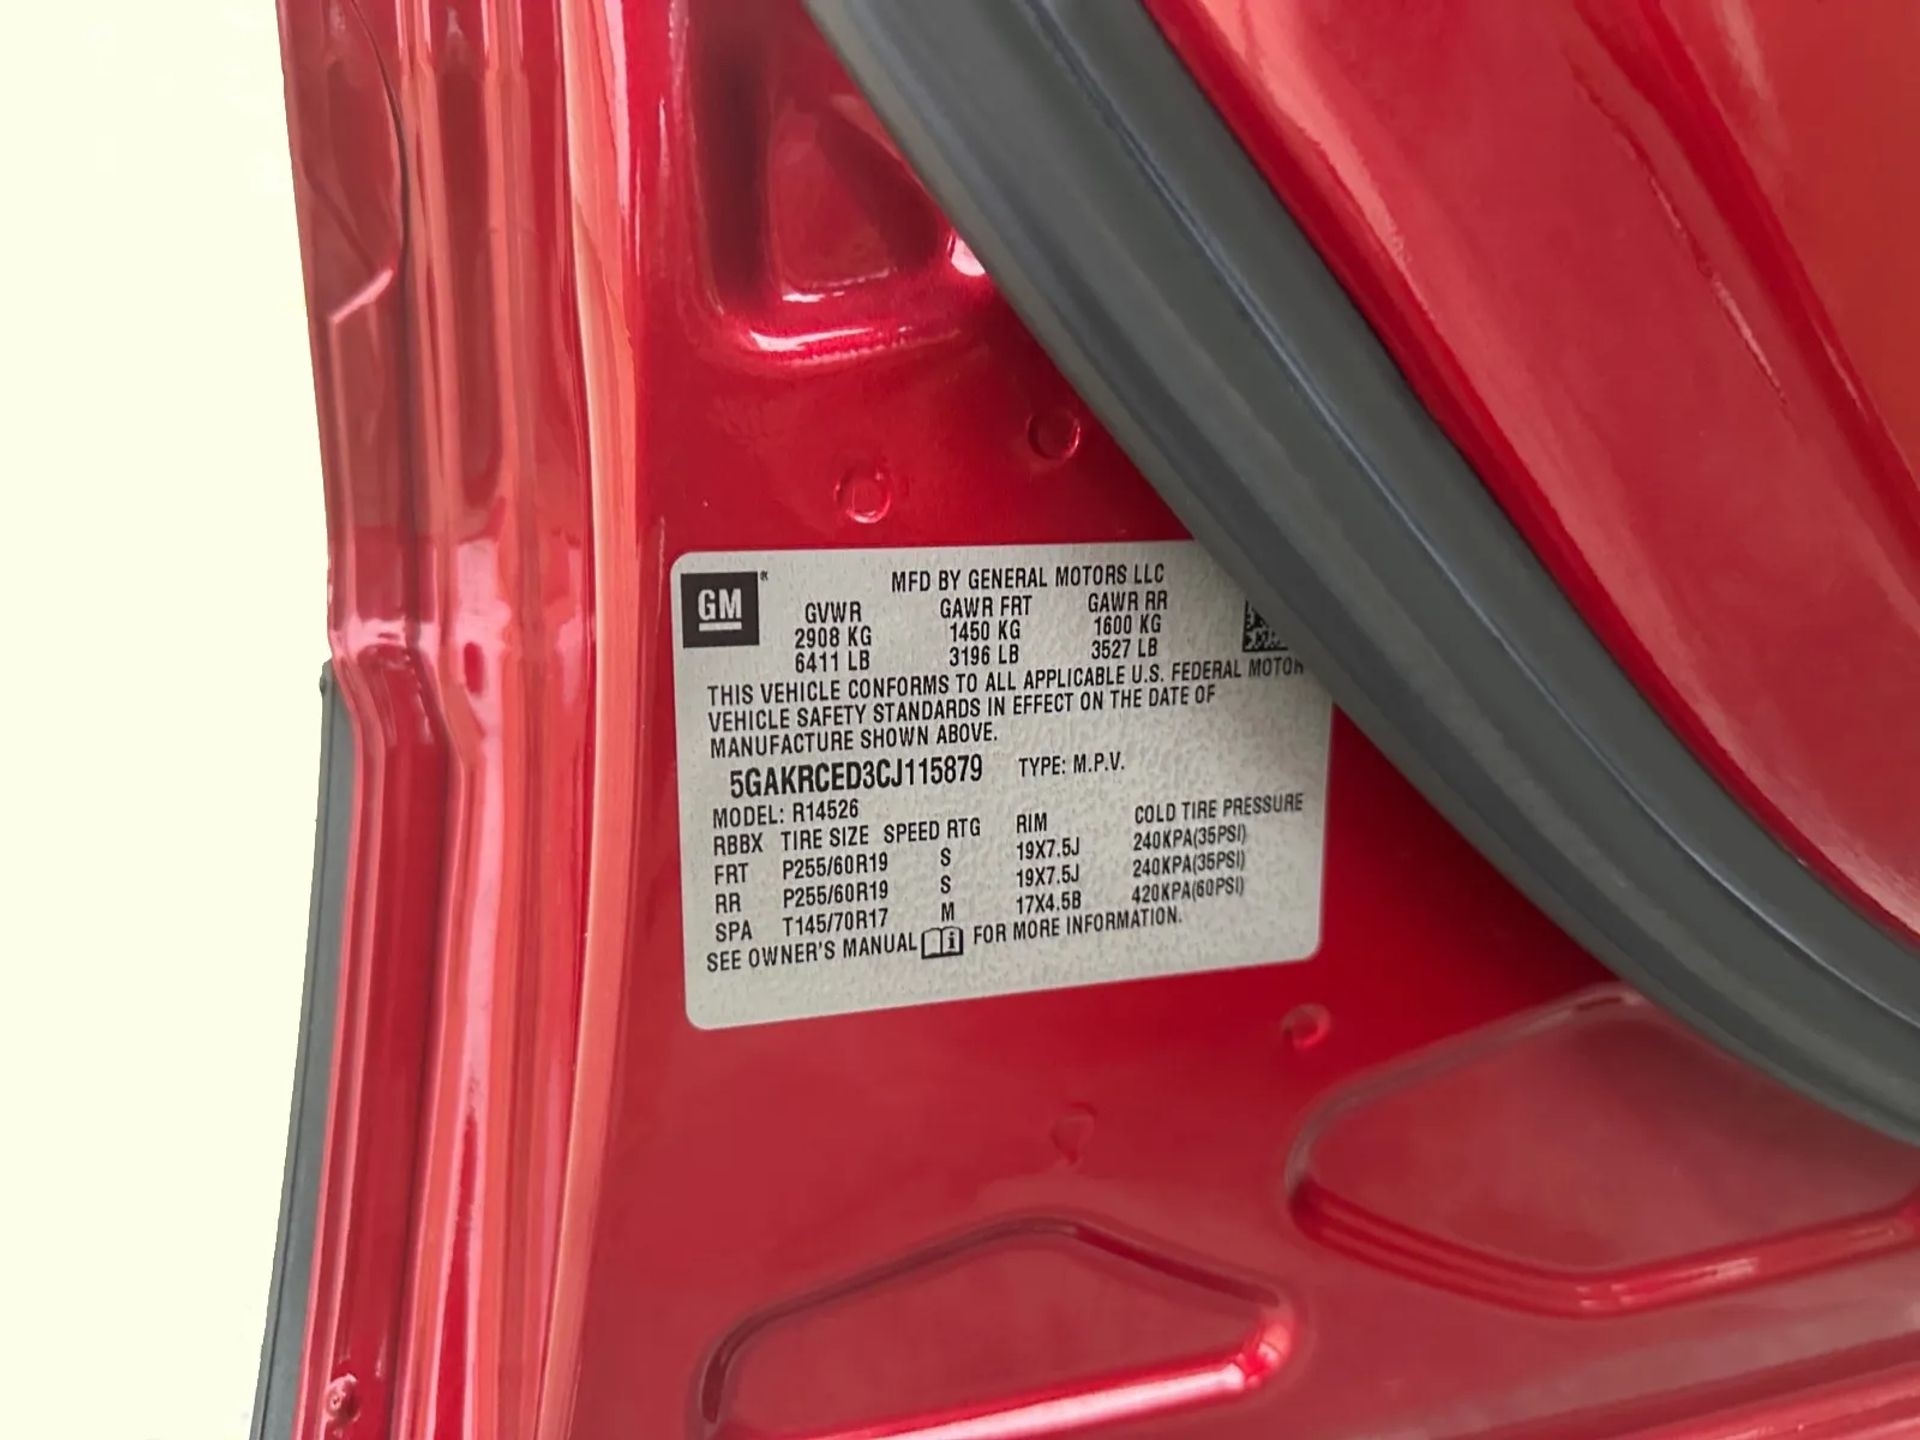 GM
MFD BY GENERAL MOTORS LLC
GVWR GAWR FRT GAWR RR
2908 KG 1450 KG 1600 KG
6411 LB 3196 LB 3527 LB
THIS VEHICLE CONFORMS TO ALL APPLICABLE U.S. FEDERAL MOTOR
VEHICLE SAFETY STANDARDS IN EFFECT ON THE DATE OF
MANUFACTURE SHOWN ABOVE.
5GAKRCED3CJ115879 TYPE: M.P.V.
MODEL: R14526
RBBX TIRE SIZE SPEED RTG RIM COLD TIRE PRESSURE
FRT P255/60R19 S 19X7.5J 240KPA(35PSI)
RR P255/60R19 S 19X7.5J 240KPA(35PSI)
SPA T145/70R17 M 17X4.5B 420KPA(60PSI)
SEE OWNER'S MANUAL FOR MORE INFORMATION.